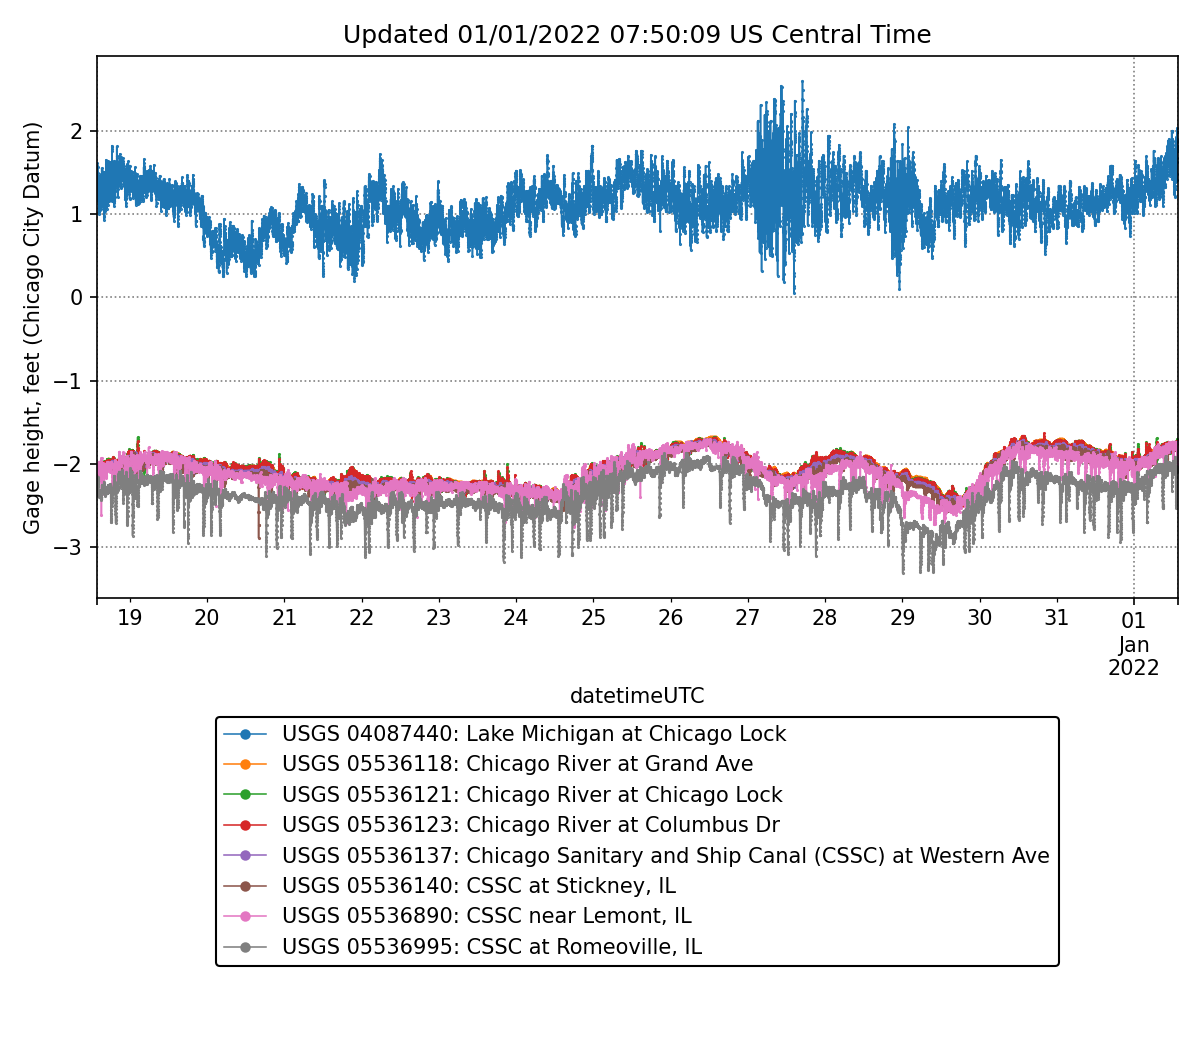 Updated 01/01/2022 07:50:09 US Central Time
Gage height, feet (Chicago City Datum)
2
1
0
−1
−2
−3
19 20 21 22 23 24 25 26 27 28 29 30 31 01
Jan
2022
datetimeUTC
USGS 04087440: Lake Michigan at Chicago Lock
USGS 05536118: Chicago River at Grand Ave
USGS 05536121: Chicago River at Chicago Lock
USGS 05536123: Chicago River at Columbus Dr
USGS 05536137: Chicago Sanitary and Ship Canal (CSSC) at Western Ave
USGS 05536140: CSSC at Stickney, IL
USGS 05536890: CSSC near Lemont, IL
USGS 05536995: CSSC at Romeoville, IL